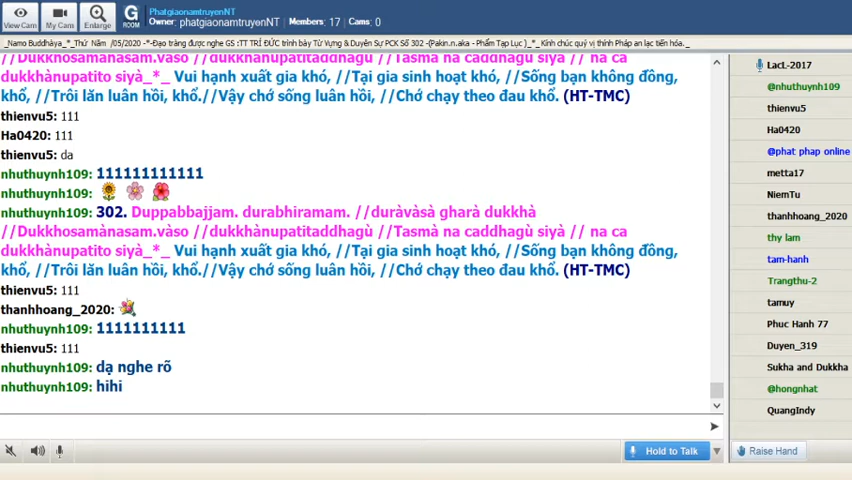 PhatgiaonamtruyenNT
Owner: phatgiaonamtruyenNT Members: 17 Cams: 0
View Cam My Cam Enlarge G ROOM
_Namo Buddhàya_*_Thứ Năm /05/2020 -*-Đạo tràng được nghe GS :TT TRÍ ĐỨC trình bày Từ Vựng & Duyên Sự PCK Số 302 -(Pakin.n.aka - Phẩm Tạp Lục )_*_ Kính chúc quý vị thính Pháp an lạc tiến hóa._
//Dukkhosamànasam.vàso //dukkhànupatitaddhagù //Tasmà na caddhagù siyà // na ca
dukkhànupatito siyà_*_ Vui hạnh xuất gia khó, //Tại gia sinh hoạt khó, //Sống bạn không đồng,
khổ, //Trôi lăn luân hồi, khổ.//Vậy chớ sống luân hồi, //Chớ chạy theo đau khổ. (HT-TMC)
thienvu5: 111
Ha0420: 111
thienvu5: da
nhuthuynh109: 111111111111
nhuthuynh109:
nhuthuynh109: 302. Duppabbajjam. durabhiramam. //duràvàsà gharà dukkhà
//Dukkhosamànasam.vàso //dukkhànupatitaddhagù //Tasmà na caddhagù siyà // na ca
dukkhànupatito siyà_*_ Vui hạnh xuất gia khó, //Tại gia sinh hoạt khó, //Sống bạn không đồng,
khổ, //Trôi lăn luân hồi, khổ.//Vậy chớ sống luân hồi, //Chớ chạy theo đau khổ. (HT-TMC)
thienvu5: 111
thanhhoang_2020:
nhuthuynh109: 1111111111
thienvu5: 111
nhuthuynh109: dạ nghe rõ
nhuthuynh109: hihi
LacL-2017
@nhuthuynh109
thienvu5
Ha0420
@phat phap online
metta17
NiemTu
thanhhoang_2020
thy lam
tam-hanh
Trangthu-2
tamuy
Phuc Hanh 77
Duyen_319
Sukha and Dukkha
@hongnhat
QuangIndy
Hold to Talk
Raise Hand